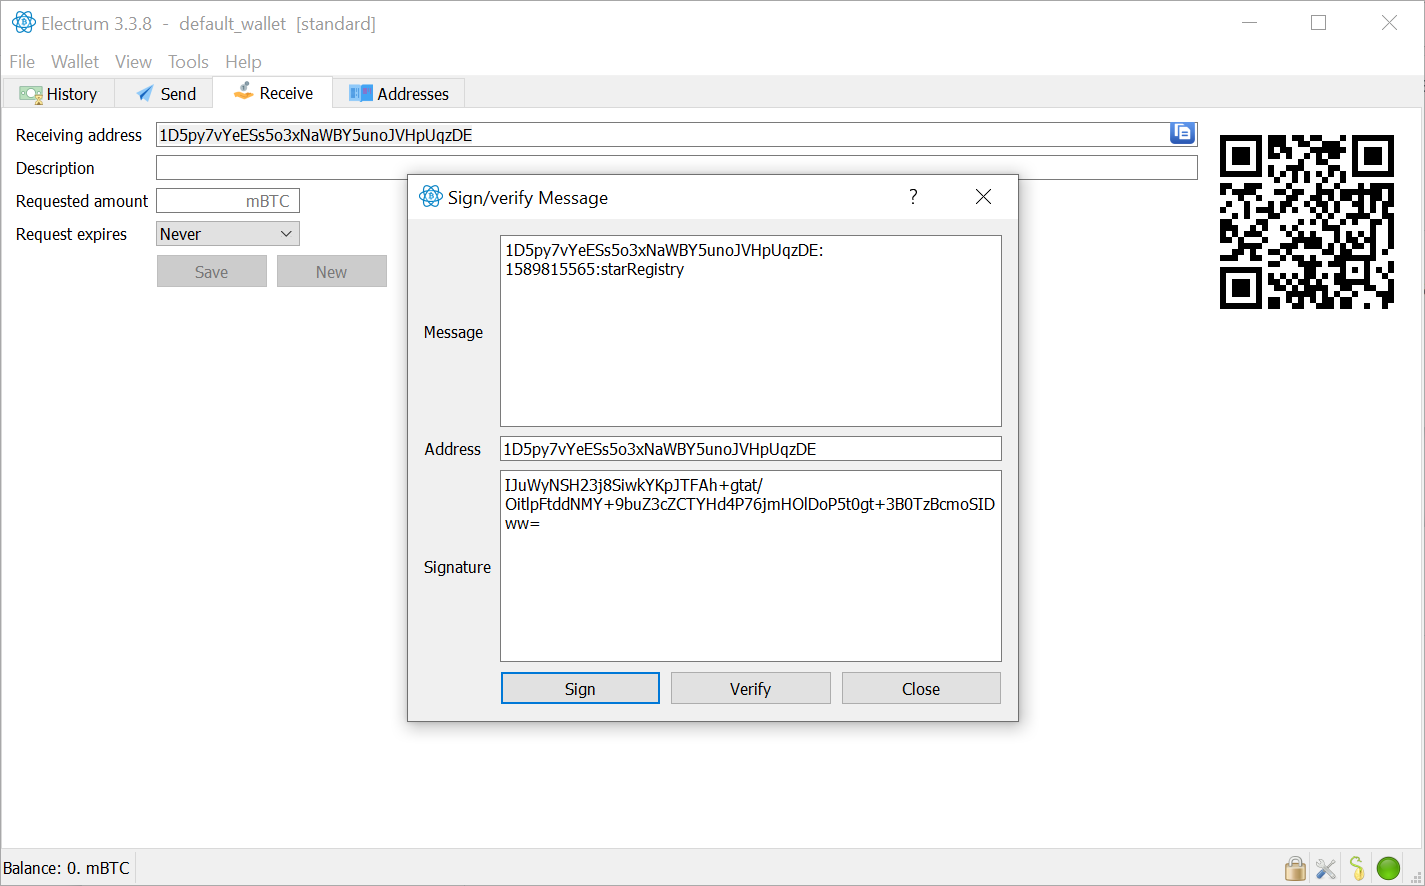 Electrum 3.3.8 - default_wallet [standard]
File Wallet View Tools Help
History Send Receive Addresses
Receiving address 1D5py7vYeESs5o3xNaWBY5unoJVHpUqzDE
Description
Requested amount mBTC
Request expires Never
Save New
Sign/verify Message ?
Message
1D5py7vYeESs5o3xNaWBY5unoJVHpUqzDE:
1589815565:starRegistry
Address 1D5py7vYeESs5o3xNaWBY5unoJVHpUqzDE
Signature
IJuWyNSH23j8SiwkYKpJTFAh+gtat/
OitlpFtddNMY+9buZ3cZCTYHd4P76jmHOlDoP5t0gt+3B0TzBcmoSID
ww=
Sign Verify Close
Balance: 0. mBTC